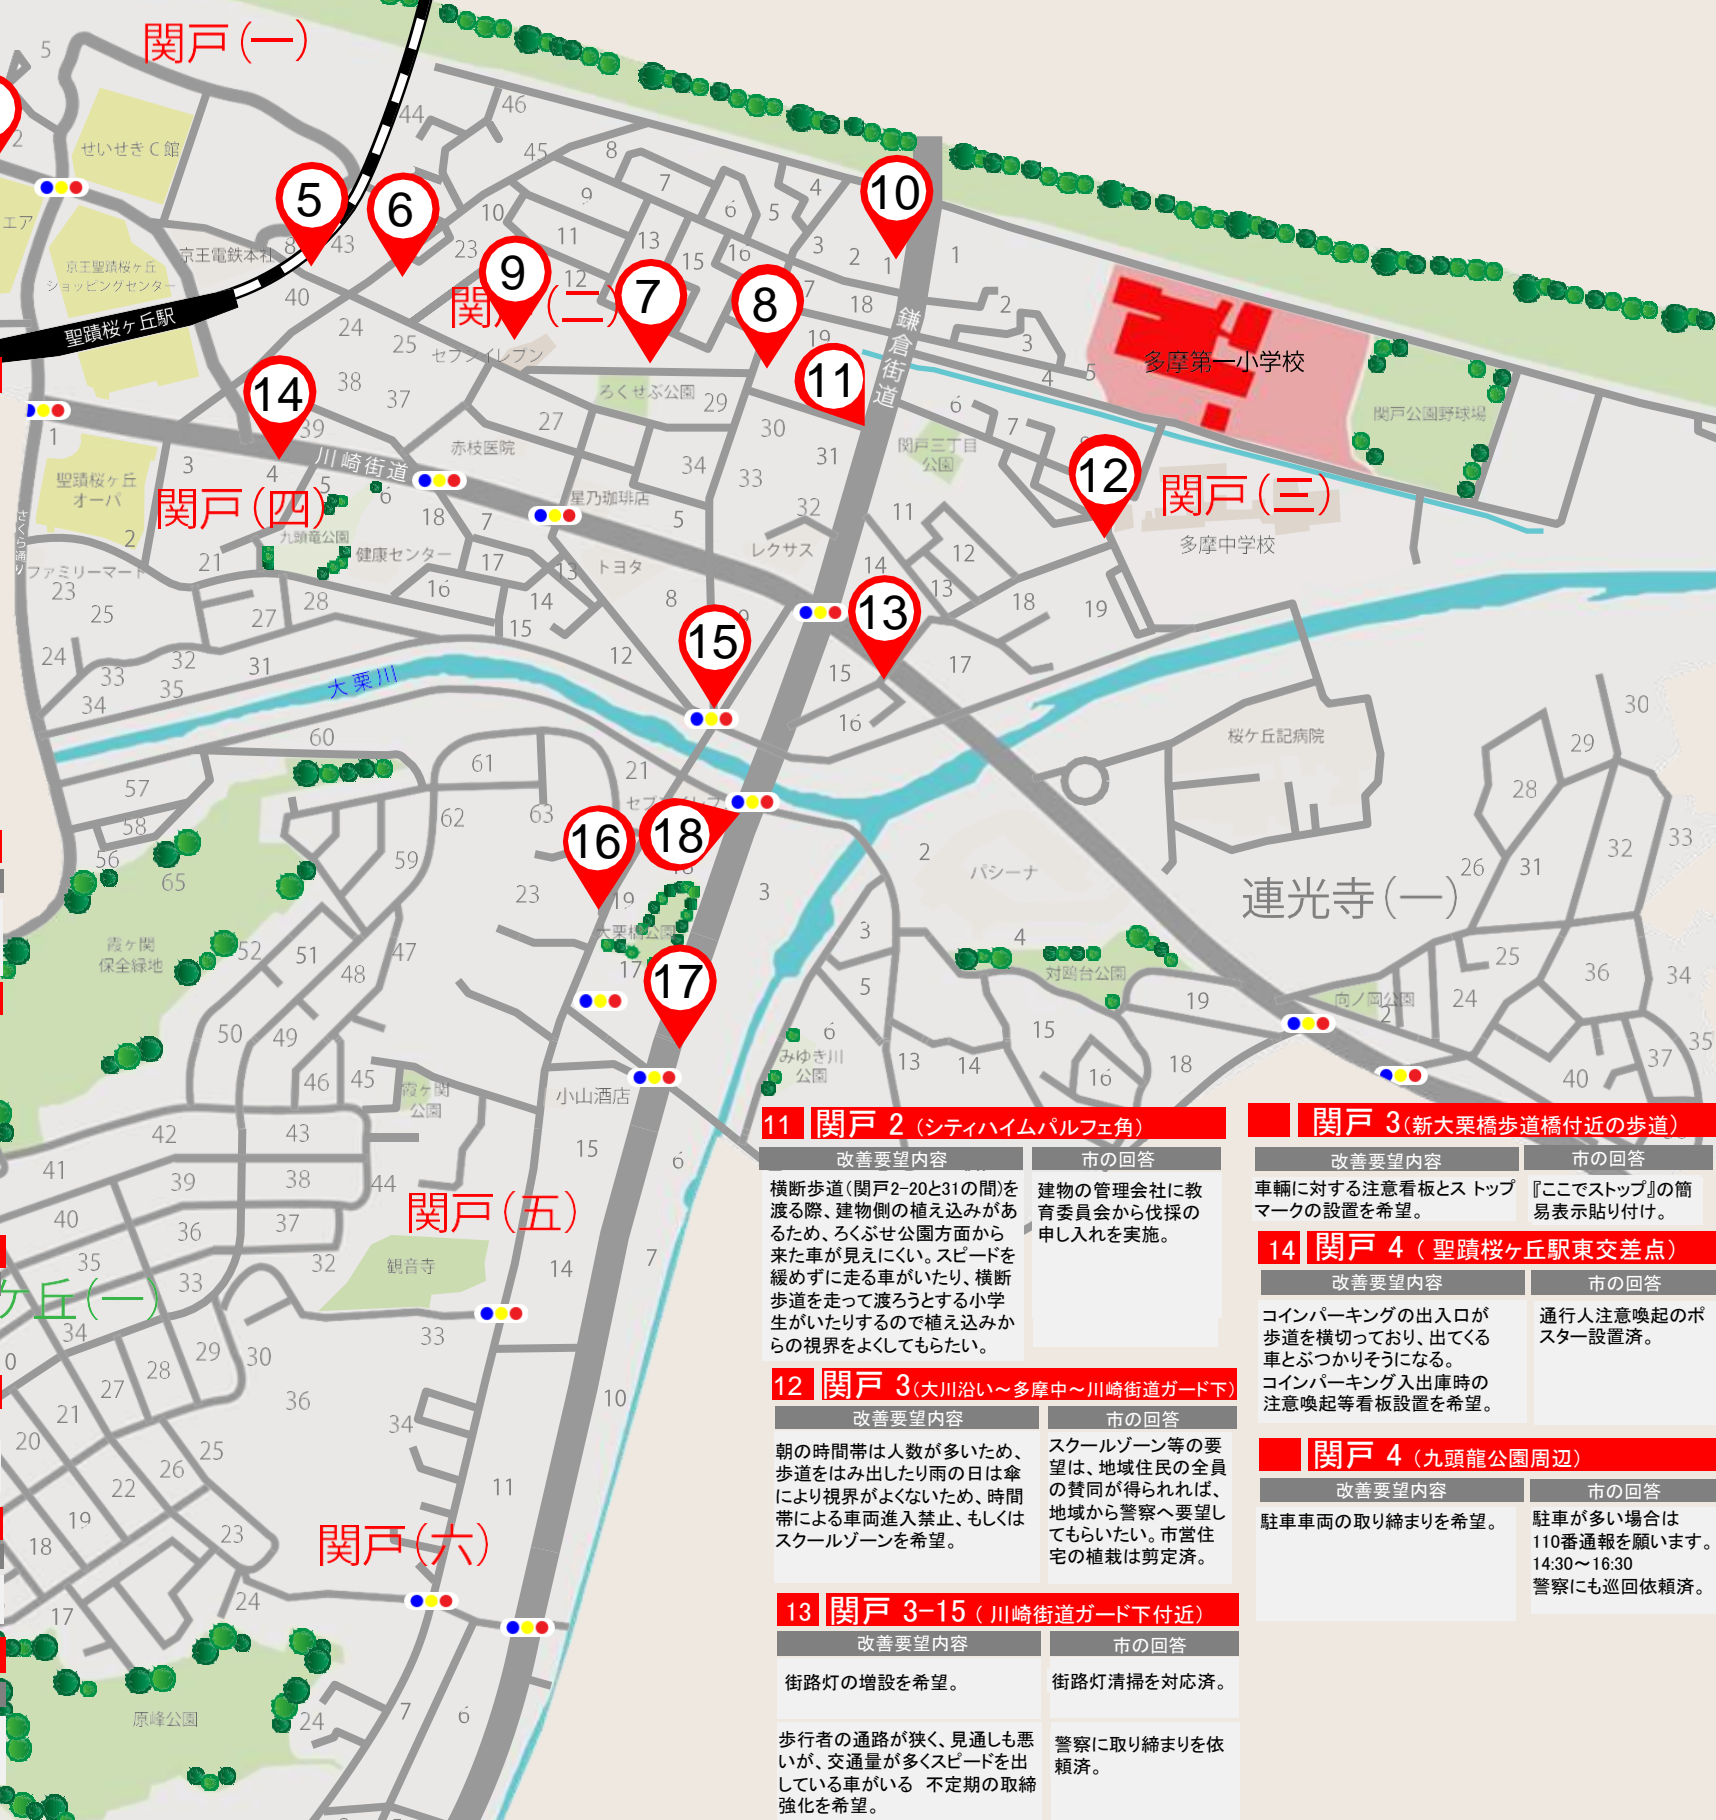 関戸(一)
せいせきC館
エア
京王電鉄本社
京王聖蹟桜ヶ丘
ショッピングセンター
聖蹟桜ヶ丘駅
5
6
9
7
8
10
11
12
13
14
15
16
17
18
関戸(二)
セブンイレブン
ろくせぶ公園
赤枝医院
星乃珈琲店
鎌倉街道
多摩第一小学校
関戸公園野球場
関戸三丁目
公園
関戸(三)
多摩中学校
川崎街道
聖蹟桜ヶ丘
オーパ
関戸(四)
九頭竜公園
健康センター
さくら通り
ファミリーマート
トヨタ
レクサス
大栗川
桜ケ丘記病院
パシーナ
連光寺(一)
対鴎台公園
向ノ岡公園
霞ヶ関
保全緑地
大栗橋公園
みゆき川
公園
小山酒店
霞ヶ関
公園
関戸(五)
観音寺
ケ丘(一)
関戸(六)
原峰公園
11 関戸 2 (シティハイムパルフェ角)
改善要望内容 市の回答
横断歩道(関戸2-20と31の間)を
渡る際、建物側の植え込みがあ
るため、ろくぶせ公園方面から
来た車が見えにくい。スピードを
緩めずに走る車がいたり、横断
歩道を走って渡ろうとする小学
生がいたりするので植え込みか
らの視界をよくしてもらたい。
建物の管理会社に教
育委員会から伐採の
申し入れを実施。
12 関戸 3(大川沿い～多摩中～川崎街道ガード下)
改善要望内容 市の回答
朝の時間帯は人数が多いため、
歩道をはみ出したり雨の日は傘
により視界がよくないため、時間
帯による車両進入禁止、もしくは
スクールゾーンを希望。
スクールゾーン等の要
望は、地域住民の全員
の賛同が得られれば、
地域から警察へ要望し
てもらいたい。市営住
宅の植栽は剪定済。
13 関戸 3-15 ( 川崎街道ガード下付近)
改善要望内容 市の回答
街路灯の増設を希望。
街路灯清掃を対応済。
歩行者の通路が狭く、見通しも悪
いが、交通量が多くスピードを出
している車がいる 不定期の取締
強化を希望。
警察に取り締まりを依
頼済。
関戸 3(新大栗橋歩道橋付近の歩道)
改善要望内容 市の回答
車輌に対する注意看板とス トップ
マークの設置を希望。
『ここでストップ』の簡
易表示貼り付け。
14 関戸 4 ( 聖蹟桜ヶ丘駅東交差点)
改善要望内容 市の回答
コインパーキングの出入口が
歩道を横切っており、出てくる
車とぶつかりそうになる。
コインパーキング入出庫時の
注意喚起等看板設置を希望。
通行人注意喚起のポ
スター設置済。
関戸 4 (九頭龍公園周辺)
改善要望内容 市の回答
駐車車両の取り締まりを希望。
駐車が多い場合は
110番通報を願います。
14:30～16:30
警察にも巡回依頼済。